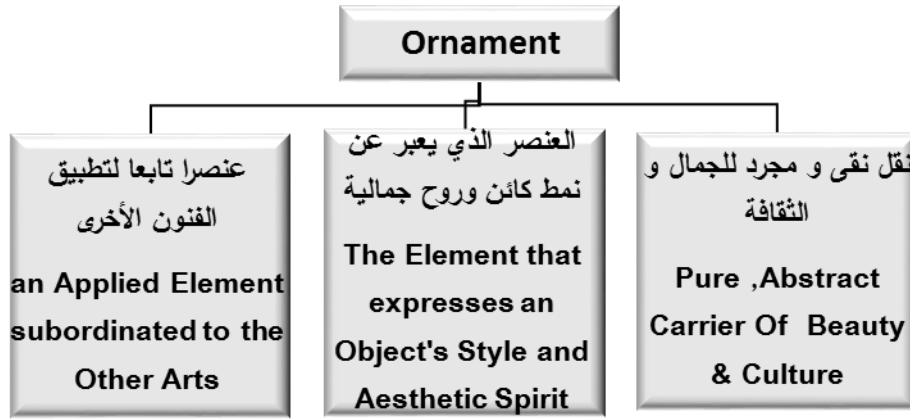 Ornament
عنصرا تابعا لتطبيق
الفنون الأخرى
an Applied Element
subordinated to the
Other Arts
العنصر الذي يعبر عن
نمط كائن وروح جمالية
The Element that
expresses an
Object's Style and
Aesthetic Spirit
نقل نقى و مجرد للجمال و
الثقافة
Pure ,Abstract
Carrier Of Beauty
& Culture